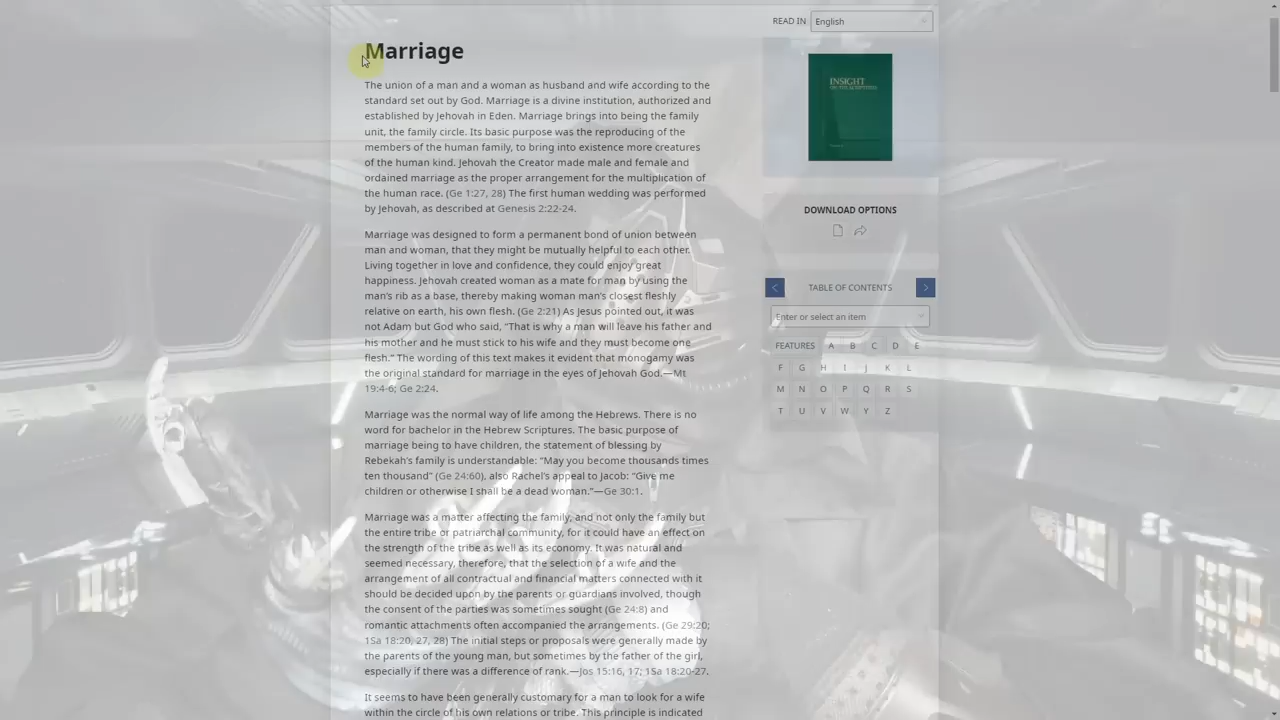 READ IN
English
Marriage
The union of a man and a woman as husband and wife according to the
standard set out by God. Marriage is a divine institution, authorized and
established by Jehovah in Eden. Marriage brings into being the family
unit, the family circle. Its basic purpose was the reproducing of the
members of the human family, to bring into existence more creatures
of the human kind. Jehovah the Creator made male and female and
ordained marriage as the proper arrangement for the multiplication of
the human race. (Ge 1:27, 28) The first human wedding was performed
by Jehovah, as described at Genesis 2:22-24.
Marriage was designed to form a permanent bond of union between
man and woman, that they might be mutually helpful to each other.
Living together in love and confidence, they could enjoy great
happiness. Jehovah created woman as a mate for man by using the
man’s rib as a base, thereby making woman man’s closest fleshly
relative on earth, his own flesh. (Ge 2:21) As Jesus pointed out, it was
not Adam but God who said, “That is why a man will leave his father and
his mother and he must stick to his wife and they must become one
flesh.” The wording of this text makes it evident that monogamy was
the original standard for marriage in the eyes of Jehovah God.—Mt
19:4-6; Ge 2:24.
Marriage was the normal way of life among the Hebrews. There is no
word for bachelor in the Hebrew Scriptures. The basic purpose of
marriage being to have children, the statement of blessing by
Rebekah’s family is understandable: “May you become thousands times
ten thousand” (Ge 24:60), also Rachel’s appeal to Jacob: “Give me
children or otherwise I shall be a dead woman.”—Ge 30:1.
Marriage was a matter affecting the family, and not only the family but
the entire tribe or patriarchal community, for it could have an effect on
the strength of the tribe as well as its economy. It was natural and
seemed necessary, therefore, that the selection of a wife and the
arrangement of all contractual and financial matters connected with it
should be decided upon by the parents or guardians involved, though
the consent of the parties was sometimes sought (Ge 24:8) and
romantic attachments often accompanied the arrangements. (Ge 29:20;
1Sa 18:20, 27, 28) The initial steps or proposals were generally made by
the parents of the young man, but sometimes by the father of the girl,
especially if there was a difference of rank.—Jos 15:16, 17; 1Sa 18:20-27.
It seems to have been generally customary for a man to look for a wife
within the circle of his own relations or tribe. This principle is indicated
INSIGHT
ON THE SCRIPTURES
DOWNLOAD OPTIONS
TABLE OF CONTENTS
Enter or select an item
FEATURES A B C D E
F G H I J K L
M N O P Q R S
T U V W Y Z